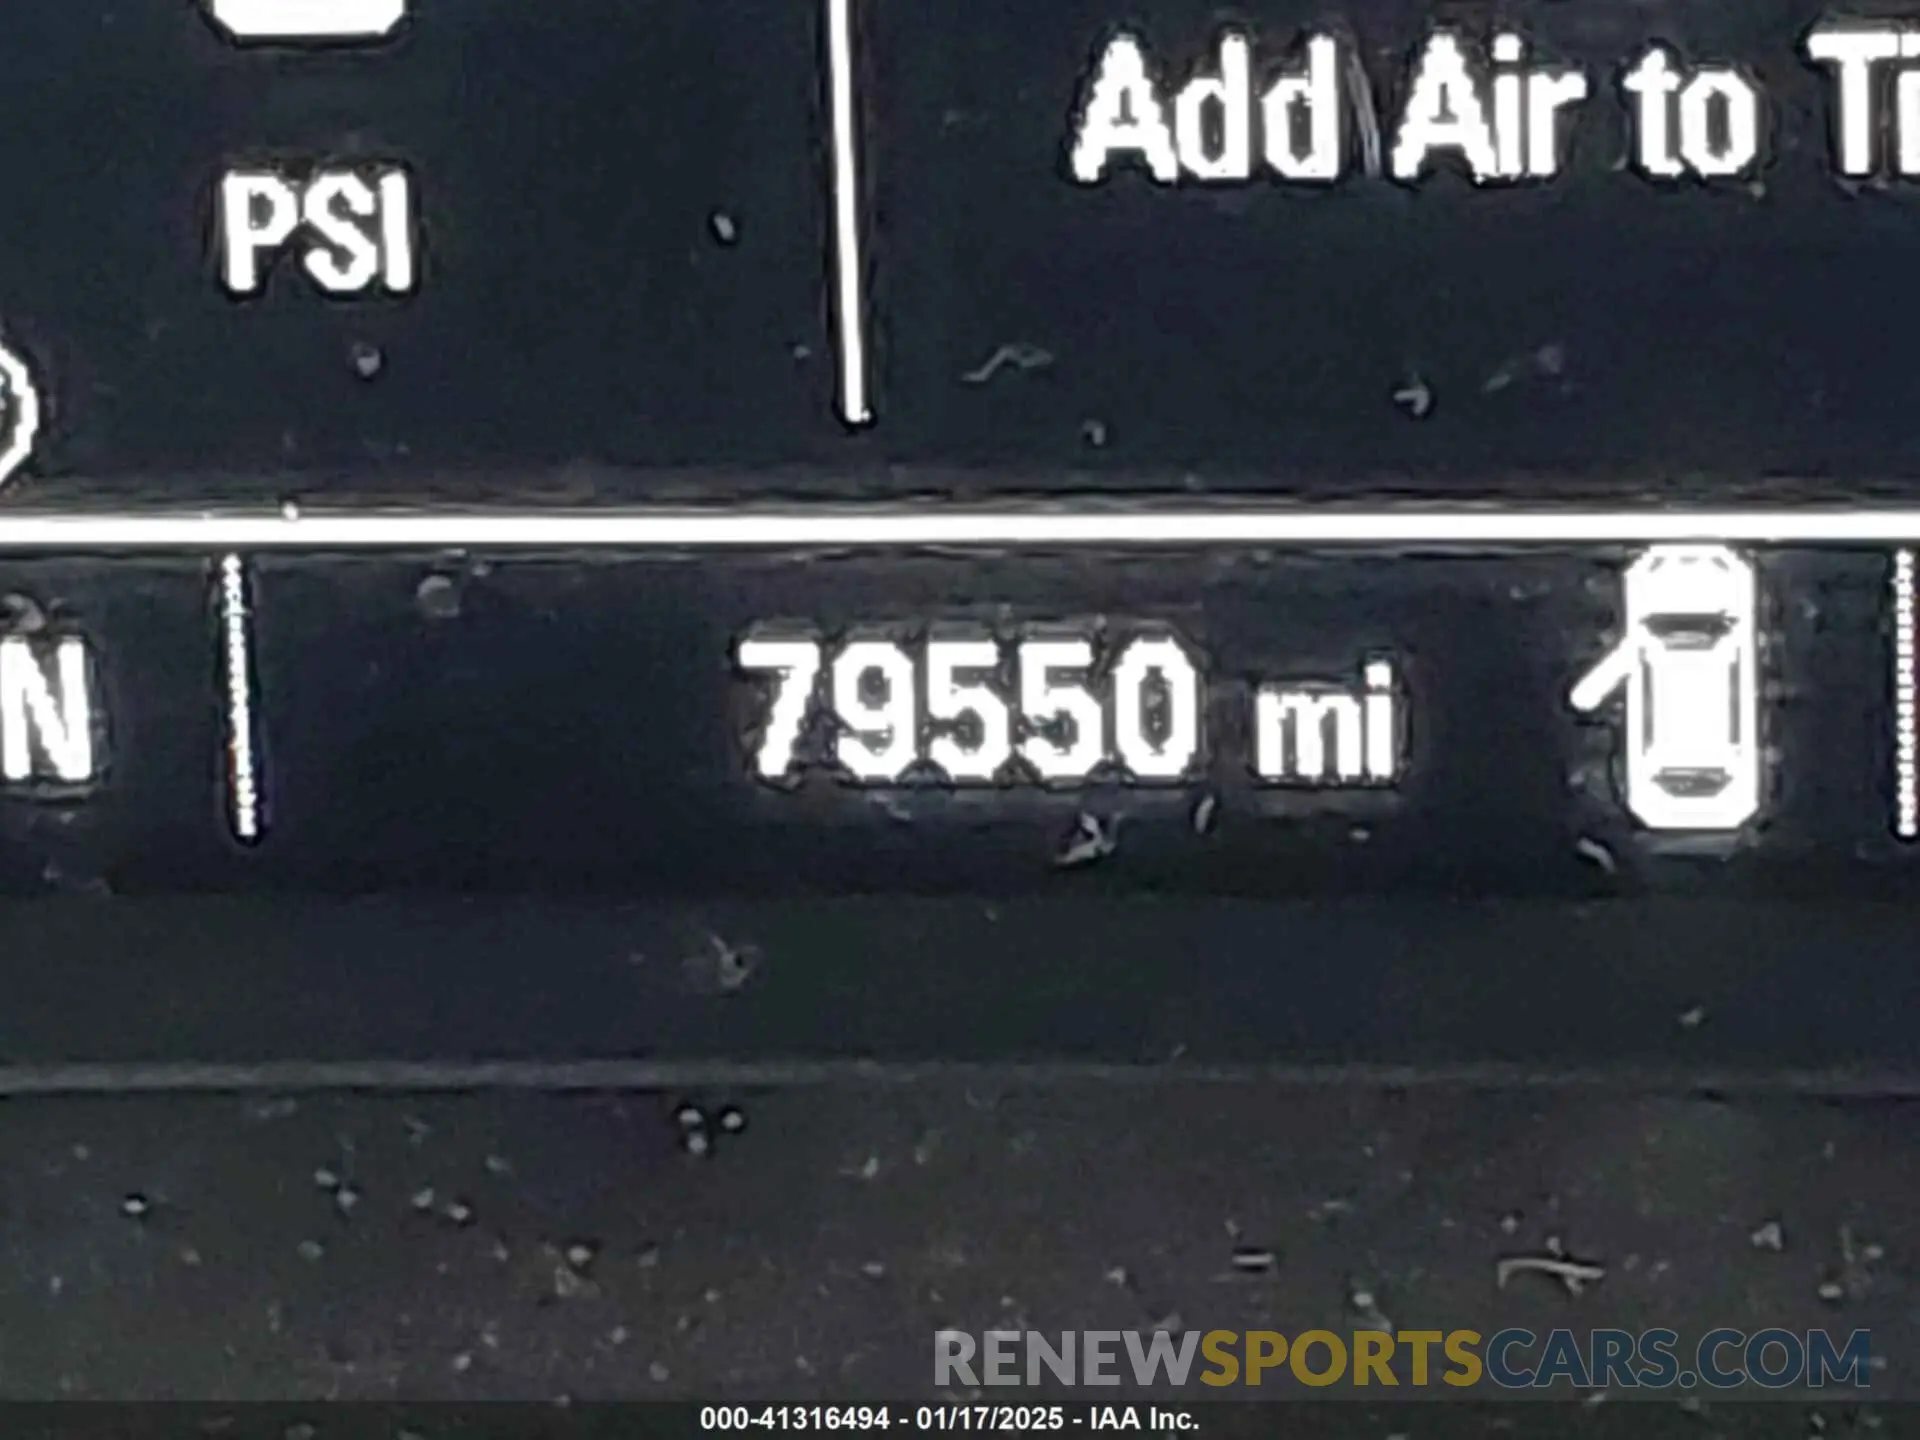 Add Air to Ti
PSI
N 79550 mi
RENEWSPORTSCARS.COM
000-41316494 - 01/17/2025 - IAA Inc.